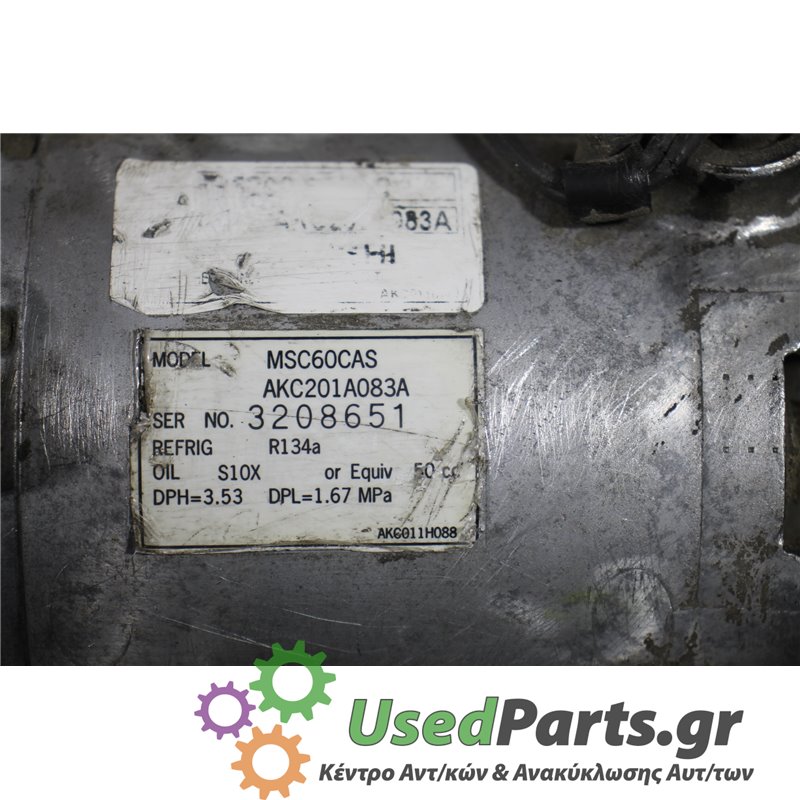 083A
MODEL MSC60CAS
AKC201A083A
SER NO. 3208651
REFRIG R134a
OIL S10X or Equiv 50 cc
DPH=3.53 DPL=1.67 MPa
AKC011H088
UsedParts.gr
Κέντρο Αντ/κών & Ανακύκλωσης Αυτ/των